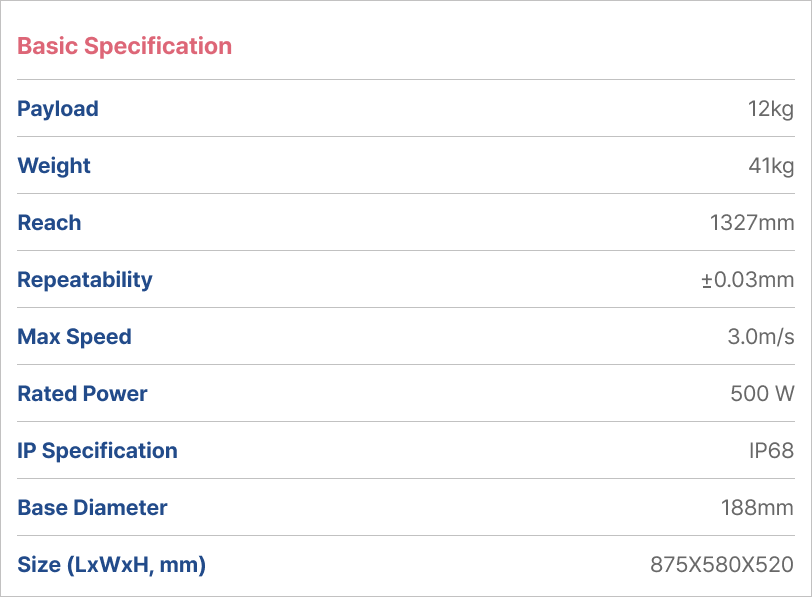 Basic Specification
Payload 12kg
Weight 41kg
Reach 1327mm
Repeatability ±0.03mm
Max Speed 3.0m/s
Rated Power 500 W
IP Specification IP68
Base Diameter 188mm
Size (LxWxH, mm) 875X580X520